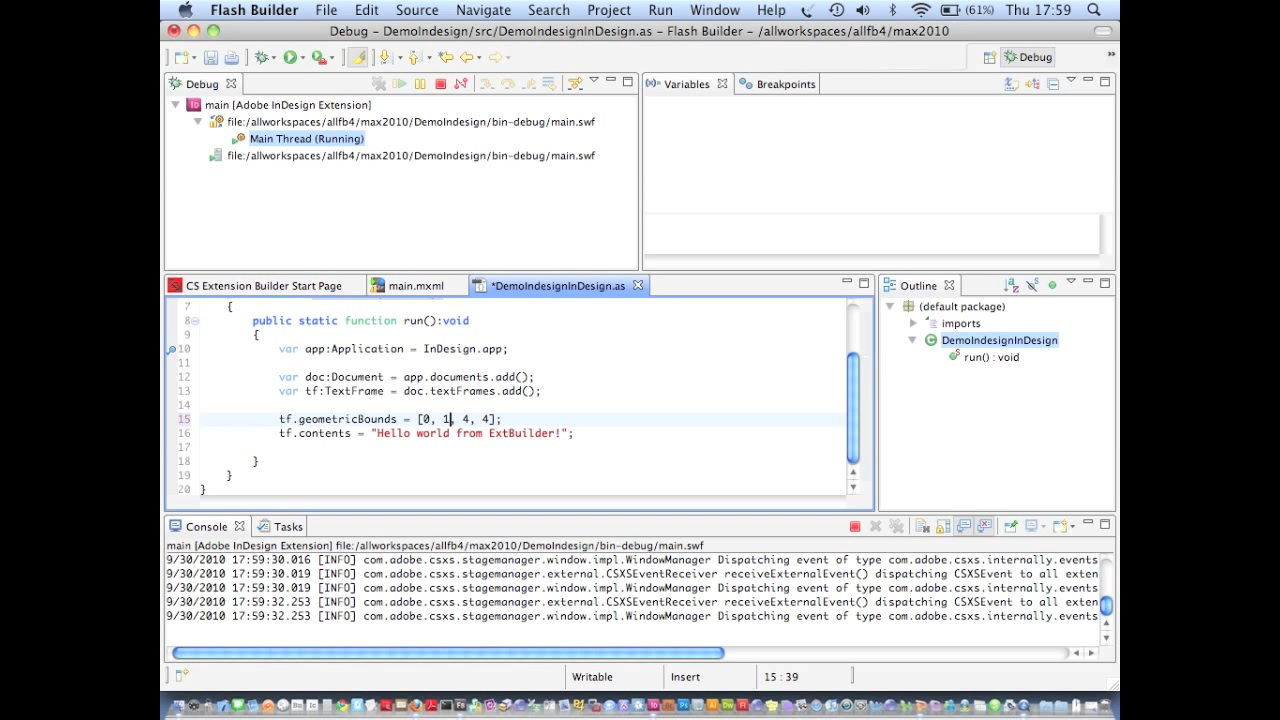 Flash Builder File Edit Source Navigate Search Project Run Window Help (61%) Thu 17:59
Debug - DemoIndesign/src/DemoIndesignInDesign.as - Flash Builder - /allworkspaces/allfb4/max2010
Debug
Debug
(x)= Variables Breakpoints
main [Adobe InDesign Extension]
file:/allworkspaces/allfb4/max2010/DemoIndesign/bin-debug/main.swf
Main Thread (Running)
file:/allworkspaces/allfb4/max2010/DemoIndesign/bin-debug/main.swf
CS Extension Builder Start Page main.mxml *DemoIndesignInDesign.as
7 {
8 public static function run():void
9 {
10 var app:Application = InDesign.app;
11
12 var doc:Document = app.documents.add();
13 var tf:TextFrame = doc.textFrames.add();
14
15 tf.geometricBounds = [0, 1, 4, 4];
16 tf.contents = "Hello world from ExtBuilder!";
17
18 }
19 }
20 }
Outline
(default package)
imports
DemoIndesignInDesign
run() : void
Console Tasks
main [Adobe InDesign Extension] file:/allworkspaces/allfb4/max2010/DemoIndesign/bin-debug/main.swf
9/30/2010 17:59:30.016 [INFO] com.adobe.csxs.stagemanager.window.impl.WindowManager Dispatching event of type com.adobe.csxs.internally.events
9/30/2010 17:59:30.019 [INFO] com.adobe.csxs.stagemanager.external.CSXSEventReceiver receiveExternalEvent() dispatching CSXSEvent to all exten
9/30/2010 17:59:30.019 [INFO] com.adobe.csxs.stagemanager.window.impl.WindowManager Dispatching event of type com.adobe.csxs.internally.events
9/30/2010 17:59:32.253 [INFO] com.adobe.csxs.stagemanager.external.CSXSEventReceiver receiveExternalEvent() dispatching CSXSEvent to all exten
9/30/2010 17:59:32.253 [INFO] com.adobe.csxs.stagemanager.window.impl.WindowManager Dispatching event of type com.adobe.csxs.internally.events
Writable Insert 15 : 39